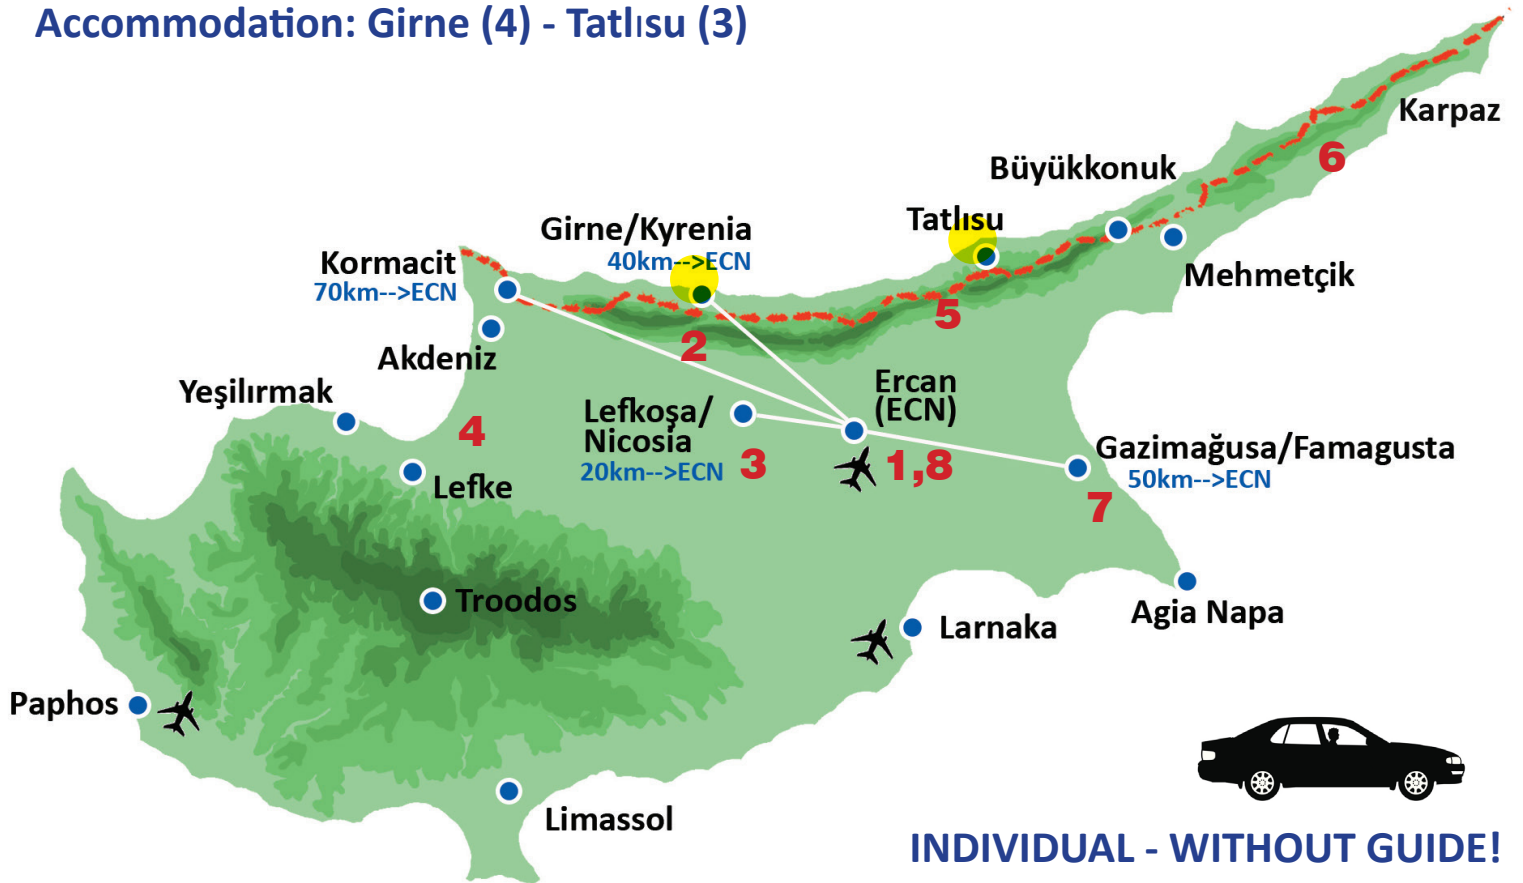 Accommodation: Girne (4) - Tatlısu (3)
Karpaz
6
Büyükkonuk
Tatlısu
Girne/Kyrenia
40km-->ECN
Kormacit
70km-->ECN
Mehmetçik
5
2
Akdeniz
Yeşilırmak
Ercan
(ECN)
Lefkoşa/
Nicosia
20km-->ECN
3
4
1,8
Gazimağusa/Famagusta
50km-->ECN
7
Lefke
Troodos
Agia Napa
Larnaka
Paphos
Limassol
INDIVIDUAL - WITHOUT GUIDE!